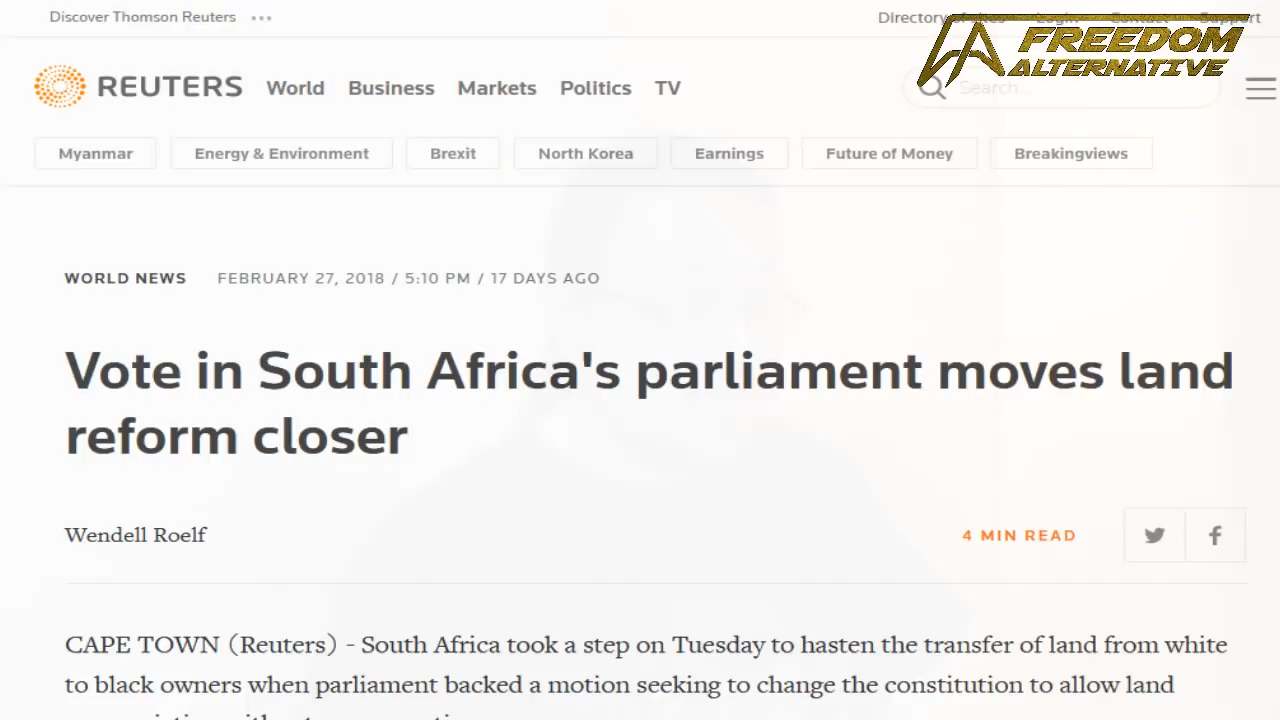 Discover Thomson Reuters
Contact Support
FREEDOM
ALTERNATIVE
REUTERS World Business Markets Politics TV
Search...
Myanmar Energy & Environment Brexit North Korea Earnings Future of Money Breakingviews
WORLD NEWS FEBRUARY 27, 2018 / 5:10 PM / 17 DAYS AGO
Vote in South Africa's parliament moves land
reform closer
Wendell Roelf
4 MIN READ
CAPE TOWN (Reuters) - South Africa took a step on Tuesday to hasten the transfer of land from white
to black owners when parliament backed a motion seeking to change the constitution to allow land